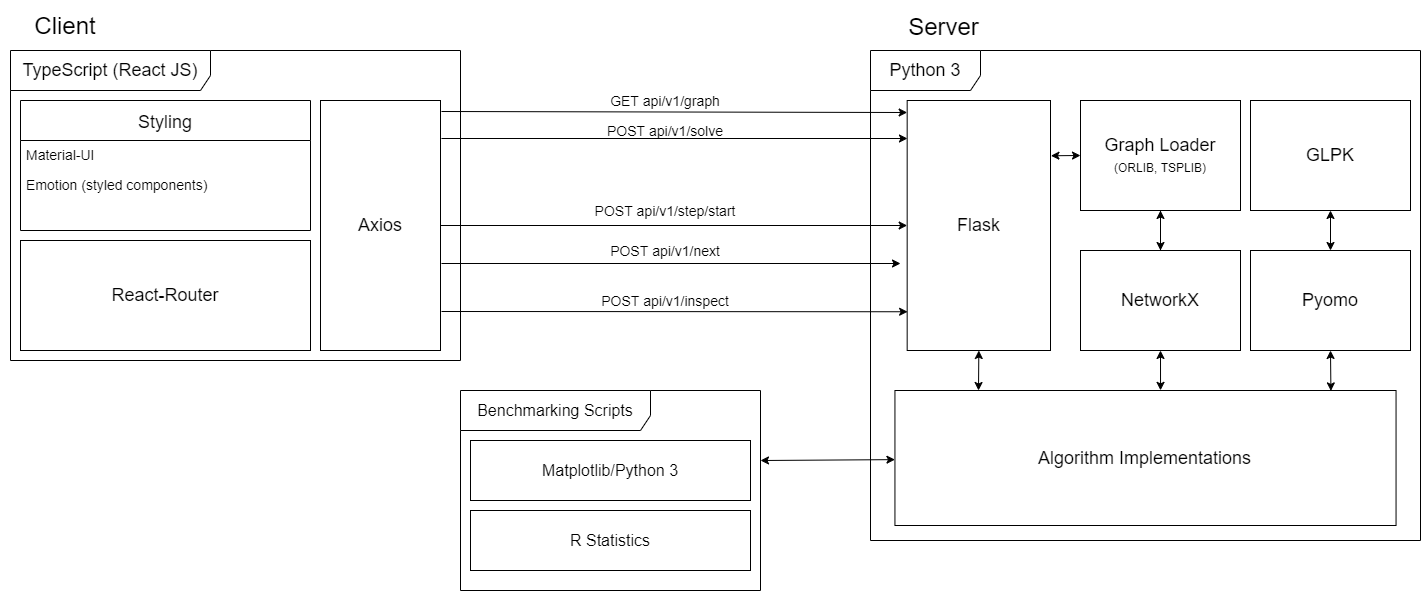 Client
TypeScript (React JS)
Styling
Material-UI
Emotion (styled components)
React-Router
Axios
GET api/v1/graph
POST api/v1/solve
POST api/v1/step/start
POST api/v1/next
POST api/v1/inspect
Server
Python 3
Flask
Graph Loader
(ORLIB, TSPLIB)
GLPK
NetworkX
Pyomo
Algorithm Implementations
Benchmarking Scripts
Matplotlib/Python 3
R Statistics